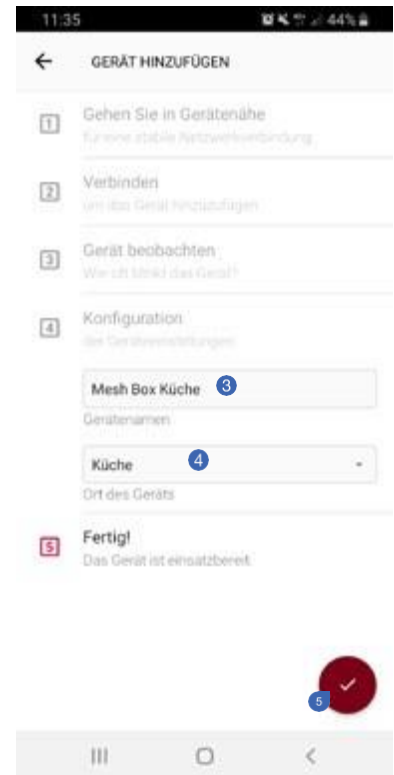 11:35 44%
GERÄT HINZUFÜGEN
1 Gehen Sie in Gerätenähe
für eine stabile Netzwerkverbindung
2 Verbinden
um das Gerät hinzuzufügen
3 Gerät beobachten
Wie oft blinkt das Gerät?
4 Konfiguration
der Geräteeinstellungen
Mesh Box Küche 3
Gerätenamen
Küche 4
Ort des Geräts
5 Fertig!
Das Gerät ist einsatzbereit
5